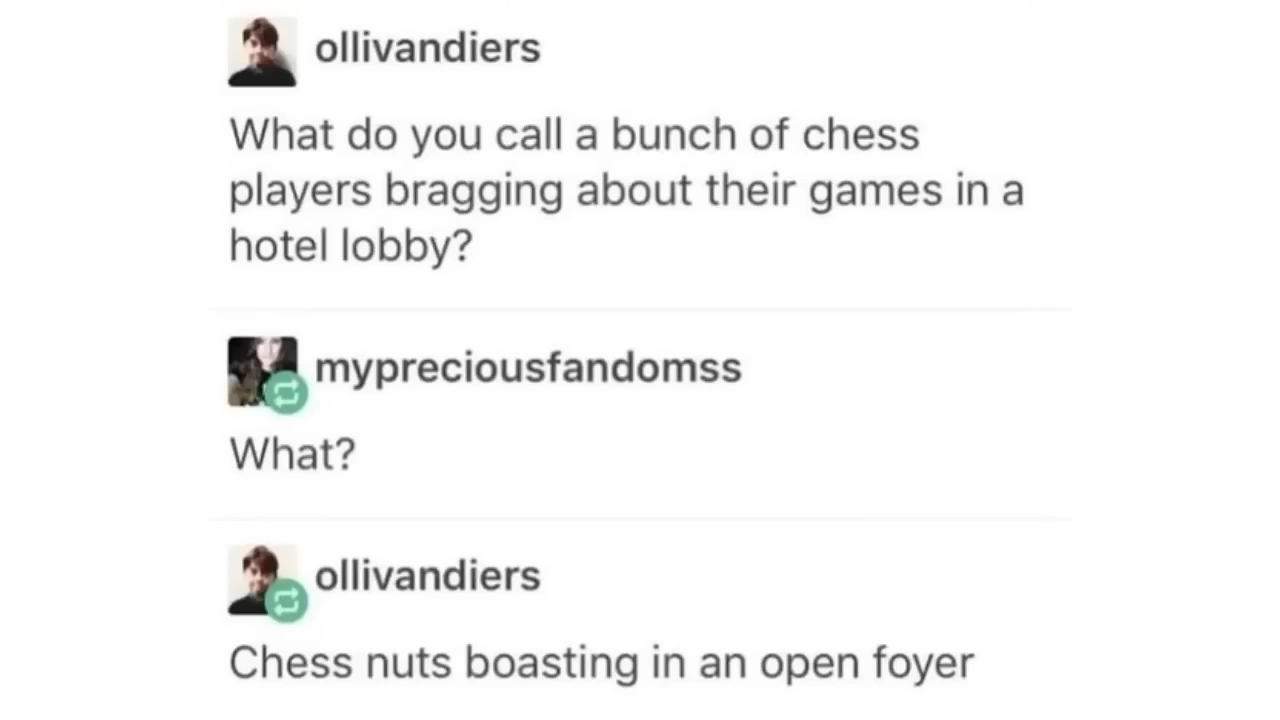 ollivandiers
What do you call a bunch of chess
players bragging about their games in a
hotel lobby?
mypreciousfandomss
What?
ollivandiers
Chess nuts boasting in an open foyer